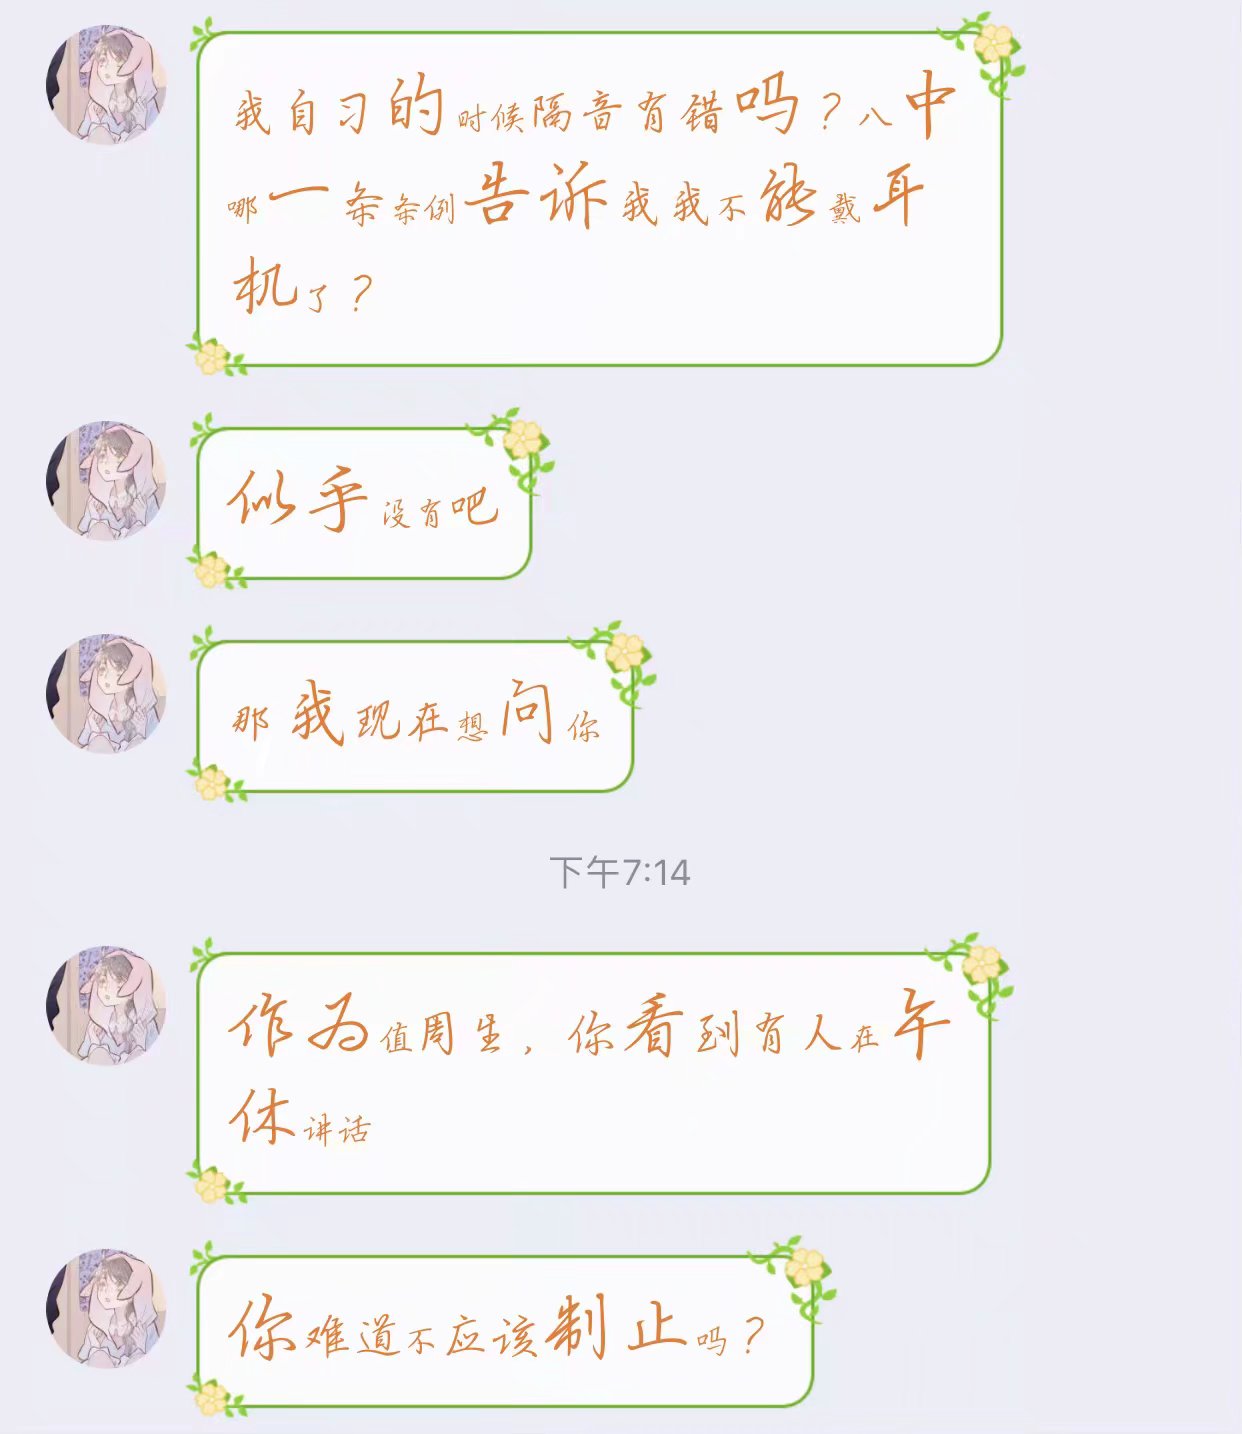 我自习的时候隔音有错吗？八中
哪一条条例告诉我我不能戴耳
机了？
似乎没有吧
那我现在想问你
下午7:14
作为值周生，你看到有人在午
休讲话
你难道不应该制止吗？